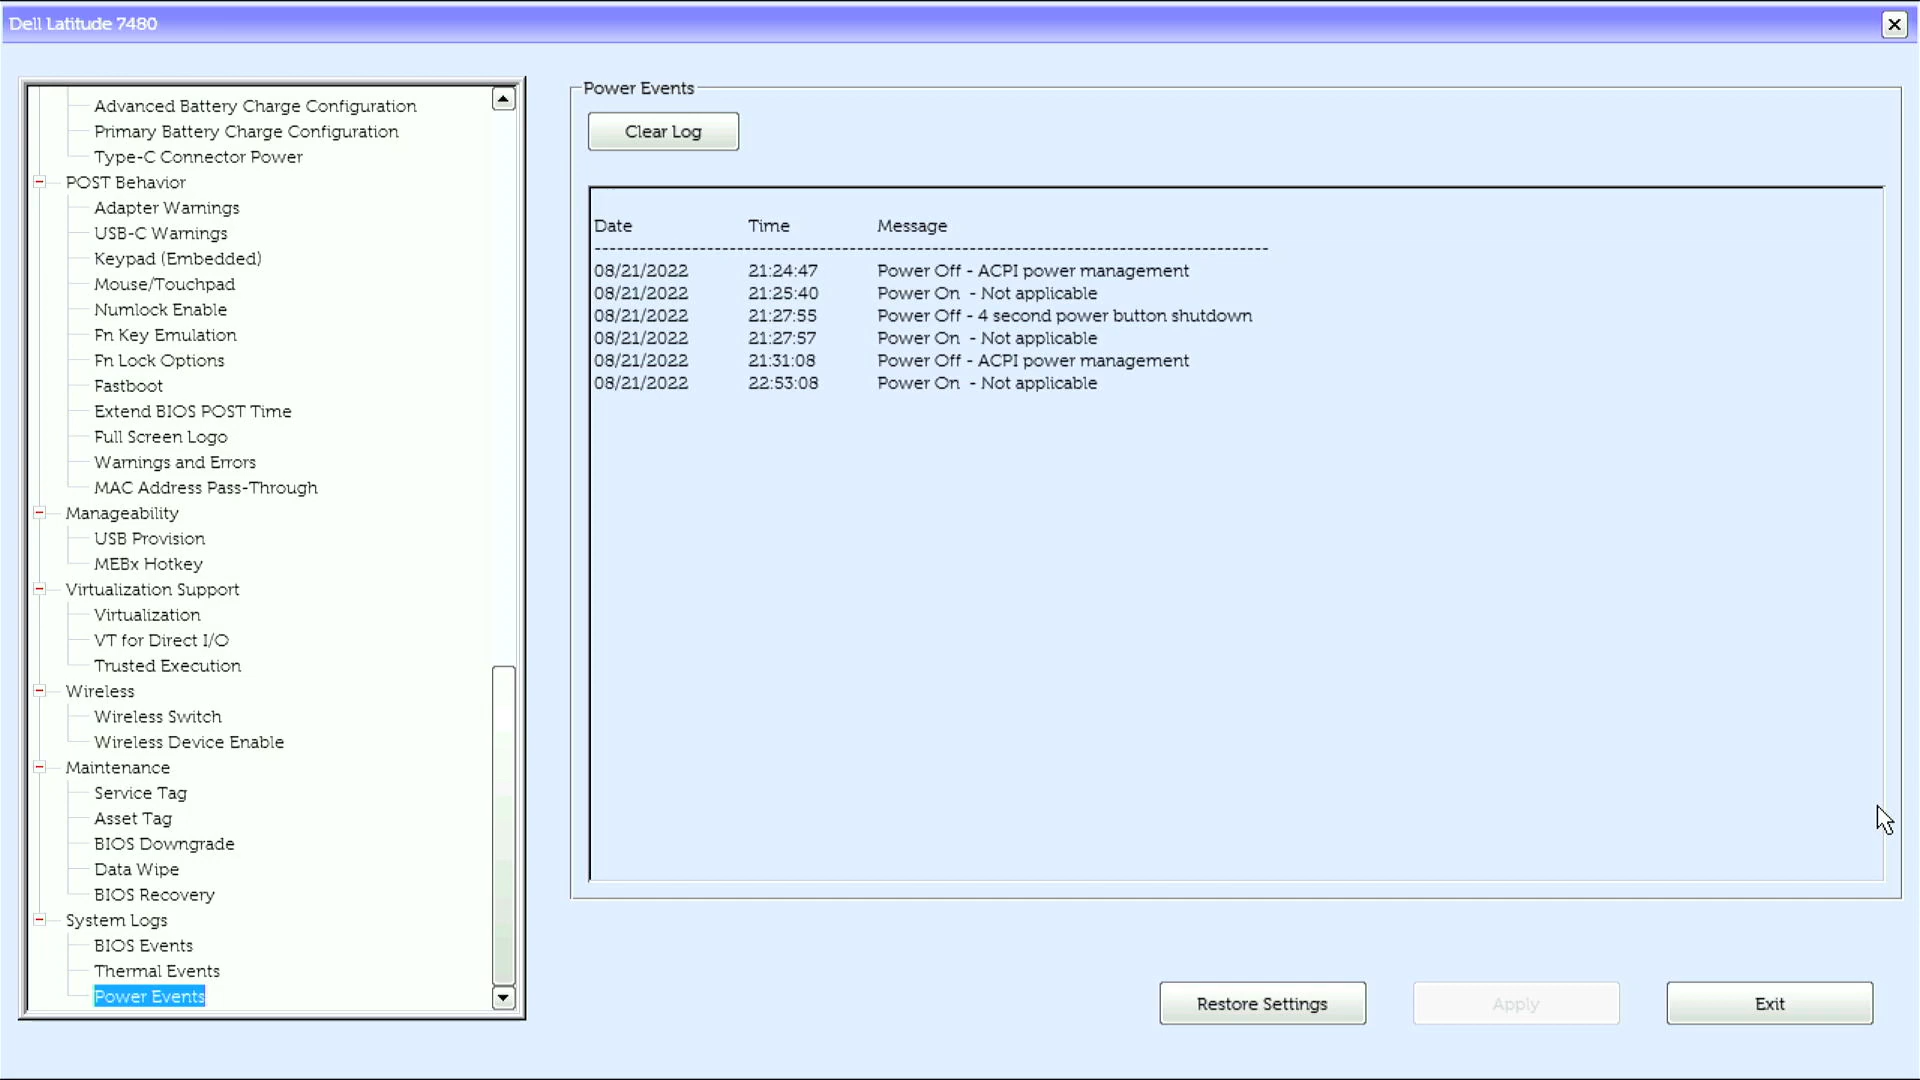 Dell Latitude 7480
Advanced Battery Charge Configuration
Primary Battery Charge Configuration
Type-C Connector Power
POST Behavior
Adapter Warnings
USB-C Warnings
Keypad (Embedded)
Mouse/Touchpad
Numlock Enable
Fn Key Emulation
Fn Lock Options
Fastboot
Extend BIOS POST Time
Full Screen Logo
Warnings and Errors
MAC Address Pass-Through
Manageability
USB Provision
MEBx Hotkey
Virtualization Support
Virtualization
VT for Direct I/O
Trusted Execution
Wireless
Wireless Switch
Wireless Device Enable
Maintenance
Service Tag
Asset Tag
BIOS Downgrade
Data Wipe
BIOS Recovery
System Logs
BIOS Events
Thermal Events
Power Events
Power Events
Clear Log
Date Time Message
08/21/2022 21:24:47 Power Off - ACPI power management
08/21/2022 21:25:40 Power On - Not applicable
08/21/2022 21:27:55 Power Off - 4 second power button shutdown
08/21/2022 21:27:57 Power On - Not applicable
08/21/2022 21:31:08 Power Off - ACPI power management
08/21/2022 22:53:08 Power On - Not applicable
Restore Settings Apply Exit